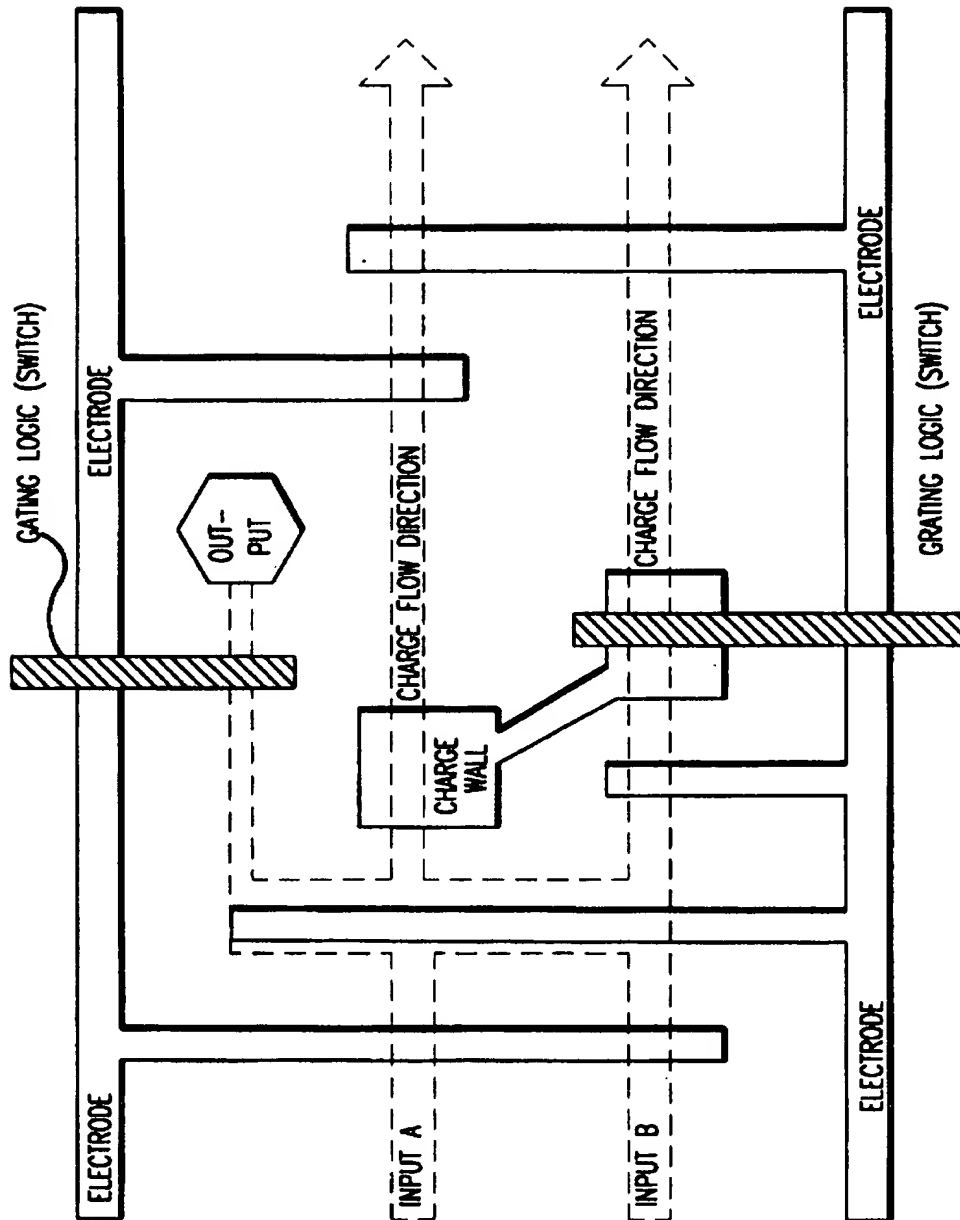 GATING LOGIC (SWITCH)
ELECTRODE
ELECTRODE
OUT-
PUT
INPUT A
CHARGE
WALL
CHARGE FLOW DIRECTION
INPUT B
CHARGE FLOW DIRECTION
ELECTRODE
ELECTRODE
GRATING LOGIC (SWITCH)